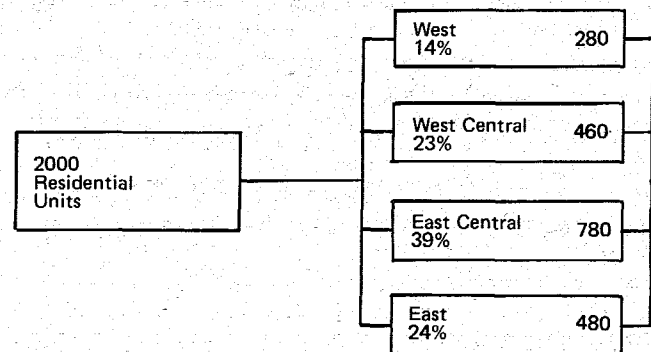 2000
Residential
Units
West 280
14%
West Central 460
23%
East Central 780
39%
East 480
24%